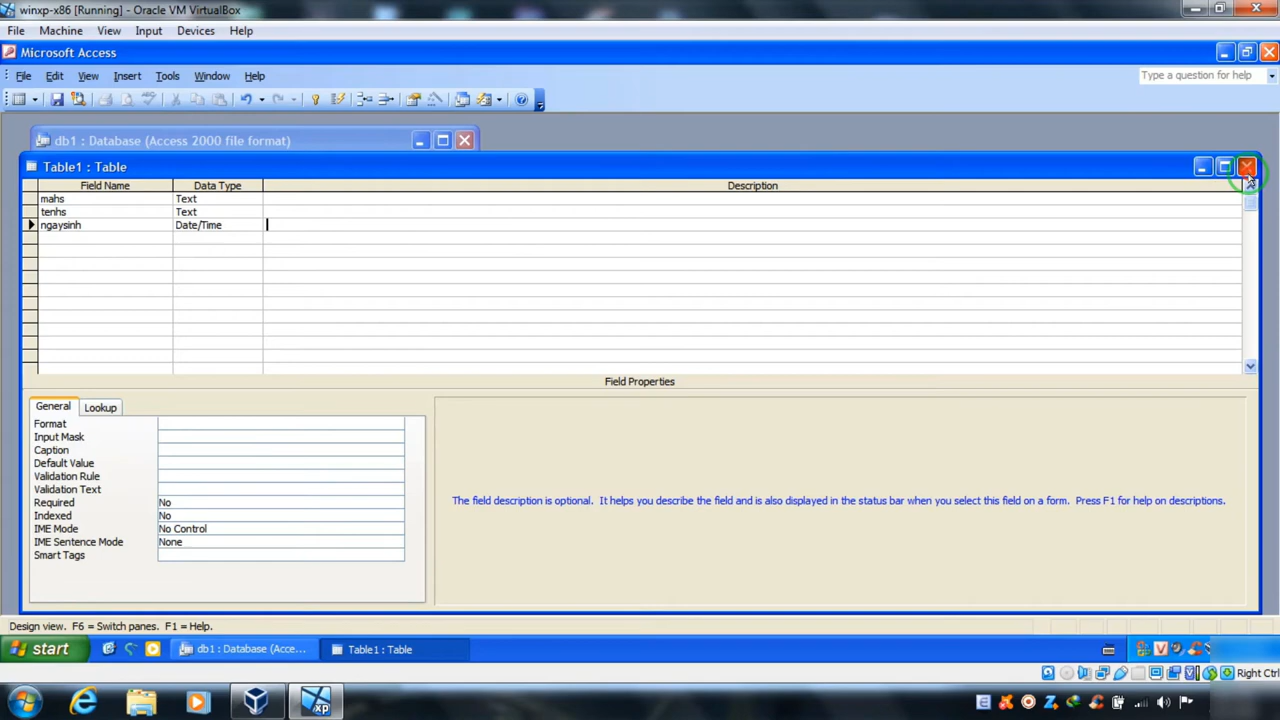 winxp-x86 [Running] - Oracle VM VirtualBox
File Machine View Input Devices Help
Microsoft Access
File Edit View Insert Tools Window Help
Type a question for help
db1 : Database (Access 2000 file format)
Table1 : Table
Field Name Data Type Description
mahs Text
tenhs Text
ngaysinh Date/Time
Field Properties
General Lookup
Format
Input Mask
Caption
Default Value
Validation Rule
Validation Text
Required No
Indexed No
IME Mode No Control
IME Sentence Mode None
Smart Tags
The field description is optional. It helps you describe the field and is also displayed in the status bar when you select this field on a form. Press F1 for help on descriptions.
Design view. F6 = Switch panes. F1 = Help.
start db1 : Database (Acce... Table1 : Table
Right Ctrl
xp